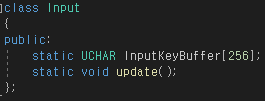 class Input
{
public:
static UCHAR InputKeyBuffer[256];
static void update();
};